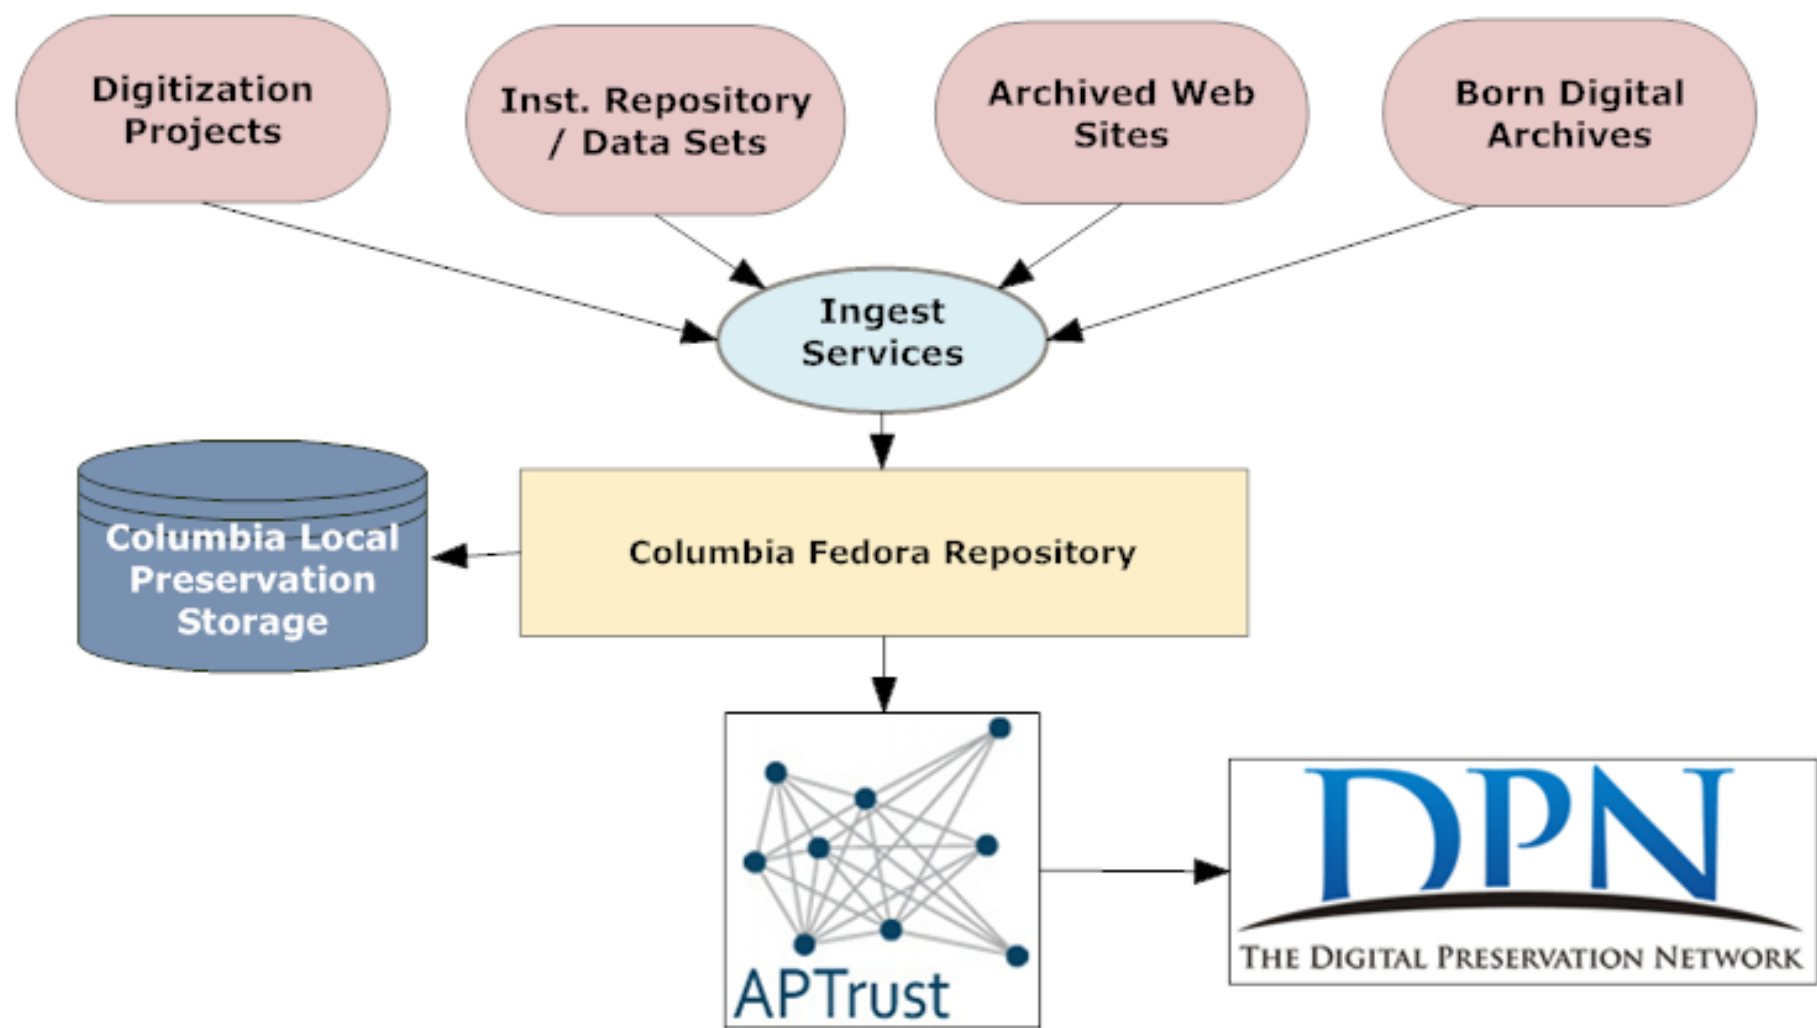 Digitization
Projects
Inst. Repository
/ Data Sets
Archived Web
Sites
Born Digital
Archives
Ingest
Services
Columbia Local
Preservation
Storage
Columbia Fedora Repository
APTrust
DPN
THE DIGITAL PRESERVATION NETWORK